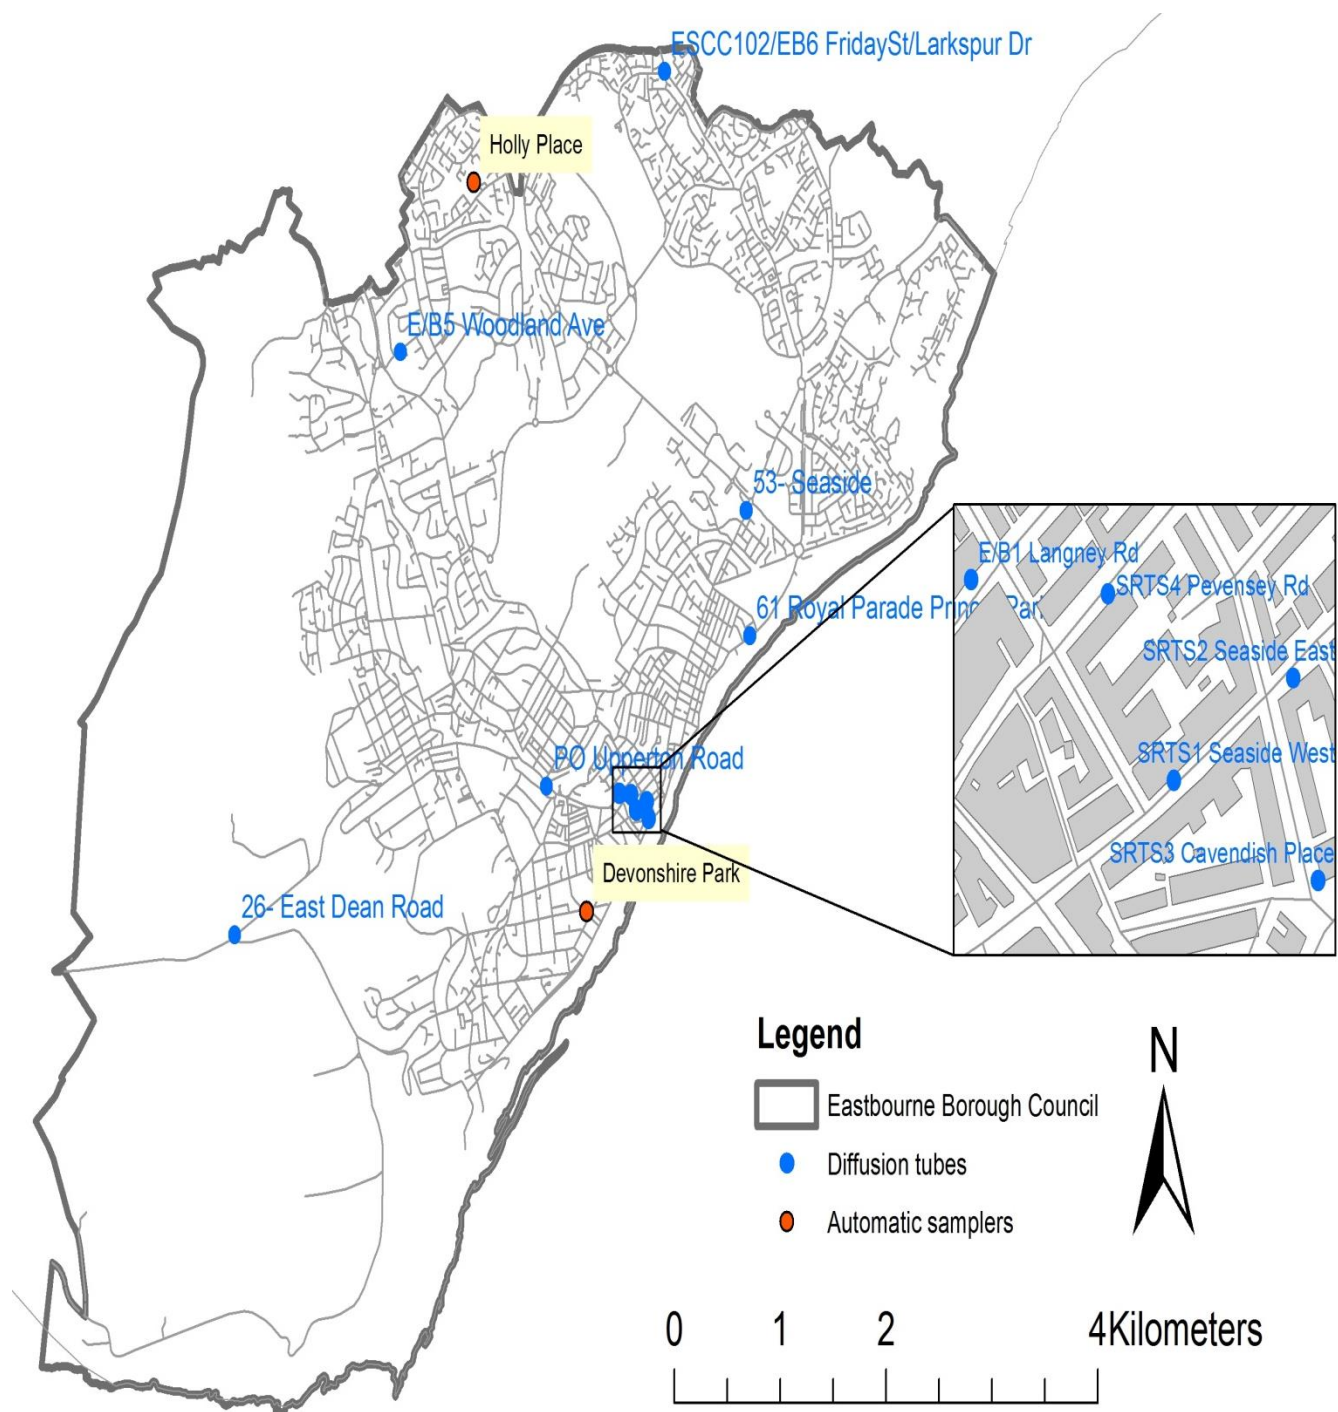 ESCC102/EB6 FridaySt/Larkspur Dr
Holly Place
E/B5 Woodland Ave
53- Seaside
E/B1 Langney Rd
SRTS4 Pevensey Rd
61 Royal Parade Princ Par
SRTS2 Seaside East
PO Upperton Road
SRTS1 Seaside West
SRTS3 Cavendish Place
Devonshire Park
26- East Dean Road
Legend
Eastbourne Borough Council
Diffusion tubes
Automatic samplers
N
0 1 2 4Kilometers